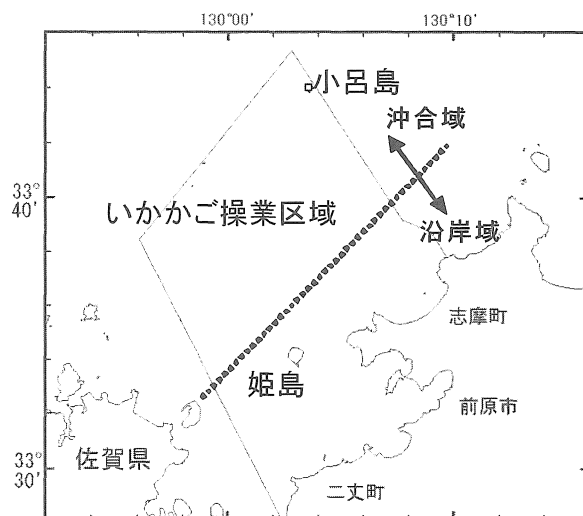 130°00′ 130°10′
小呂島
沖合域
33°
40′
いかかご操業区域
沿岸域
志摩町
姫島
前原市
佐賀県
33°
30′
二丈町